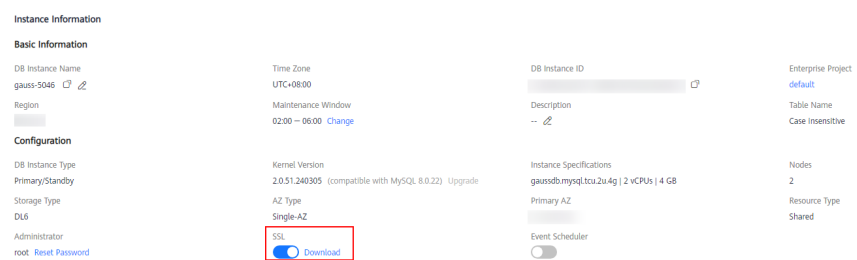 Instance Information
Basic Information
DB Instance Name Time Zone DB Instance ID Enterprise Project
gauss-5046 UTC+08:00 default
Region Maintenance Window Description Table Name
02:00 — 06:00 Change -- Case Insensitive
Configuration
DB Instance Type Kernel Version Instance Specifications Nodes
Primary/Standby 2.0.51.240305 (compatible with MySQL 8.0.22) Upgrade gaussdb.mysql.tcu.2u.4g | 2 vCPUs | 4 GB 2
Storage Type AZ Type Primary AZ Resource Type
DL6 Single-AZ Shared
Administrator SSL Event Scheduler
root Reset Password Download